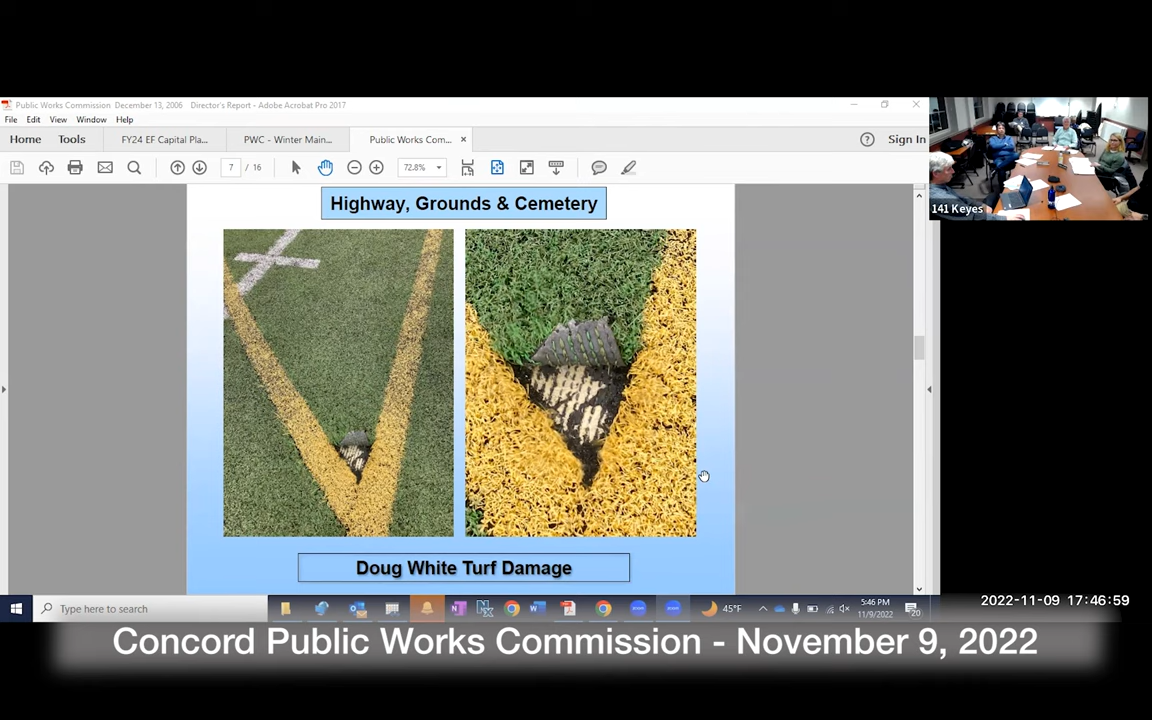 Public Works Commission December 13, 2006 Director's Report - Adobe Acrobat Pro 2017
File Edit View Window Help
Home Tools FY24 EF Capital Pla... PWC - Winter Main... Public Works Com... × Sign In
7 / 16 72.8%
141 Keyes
Highway, Grounds & Cemetery
Doug White Turf Damage
Type here to search
45°F
5:46 PM
11/9/2022
20
2022-11-09 17:46:59
Concord Public Works Commission - November 9, 2022